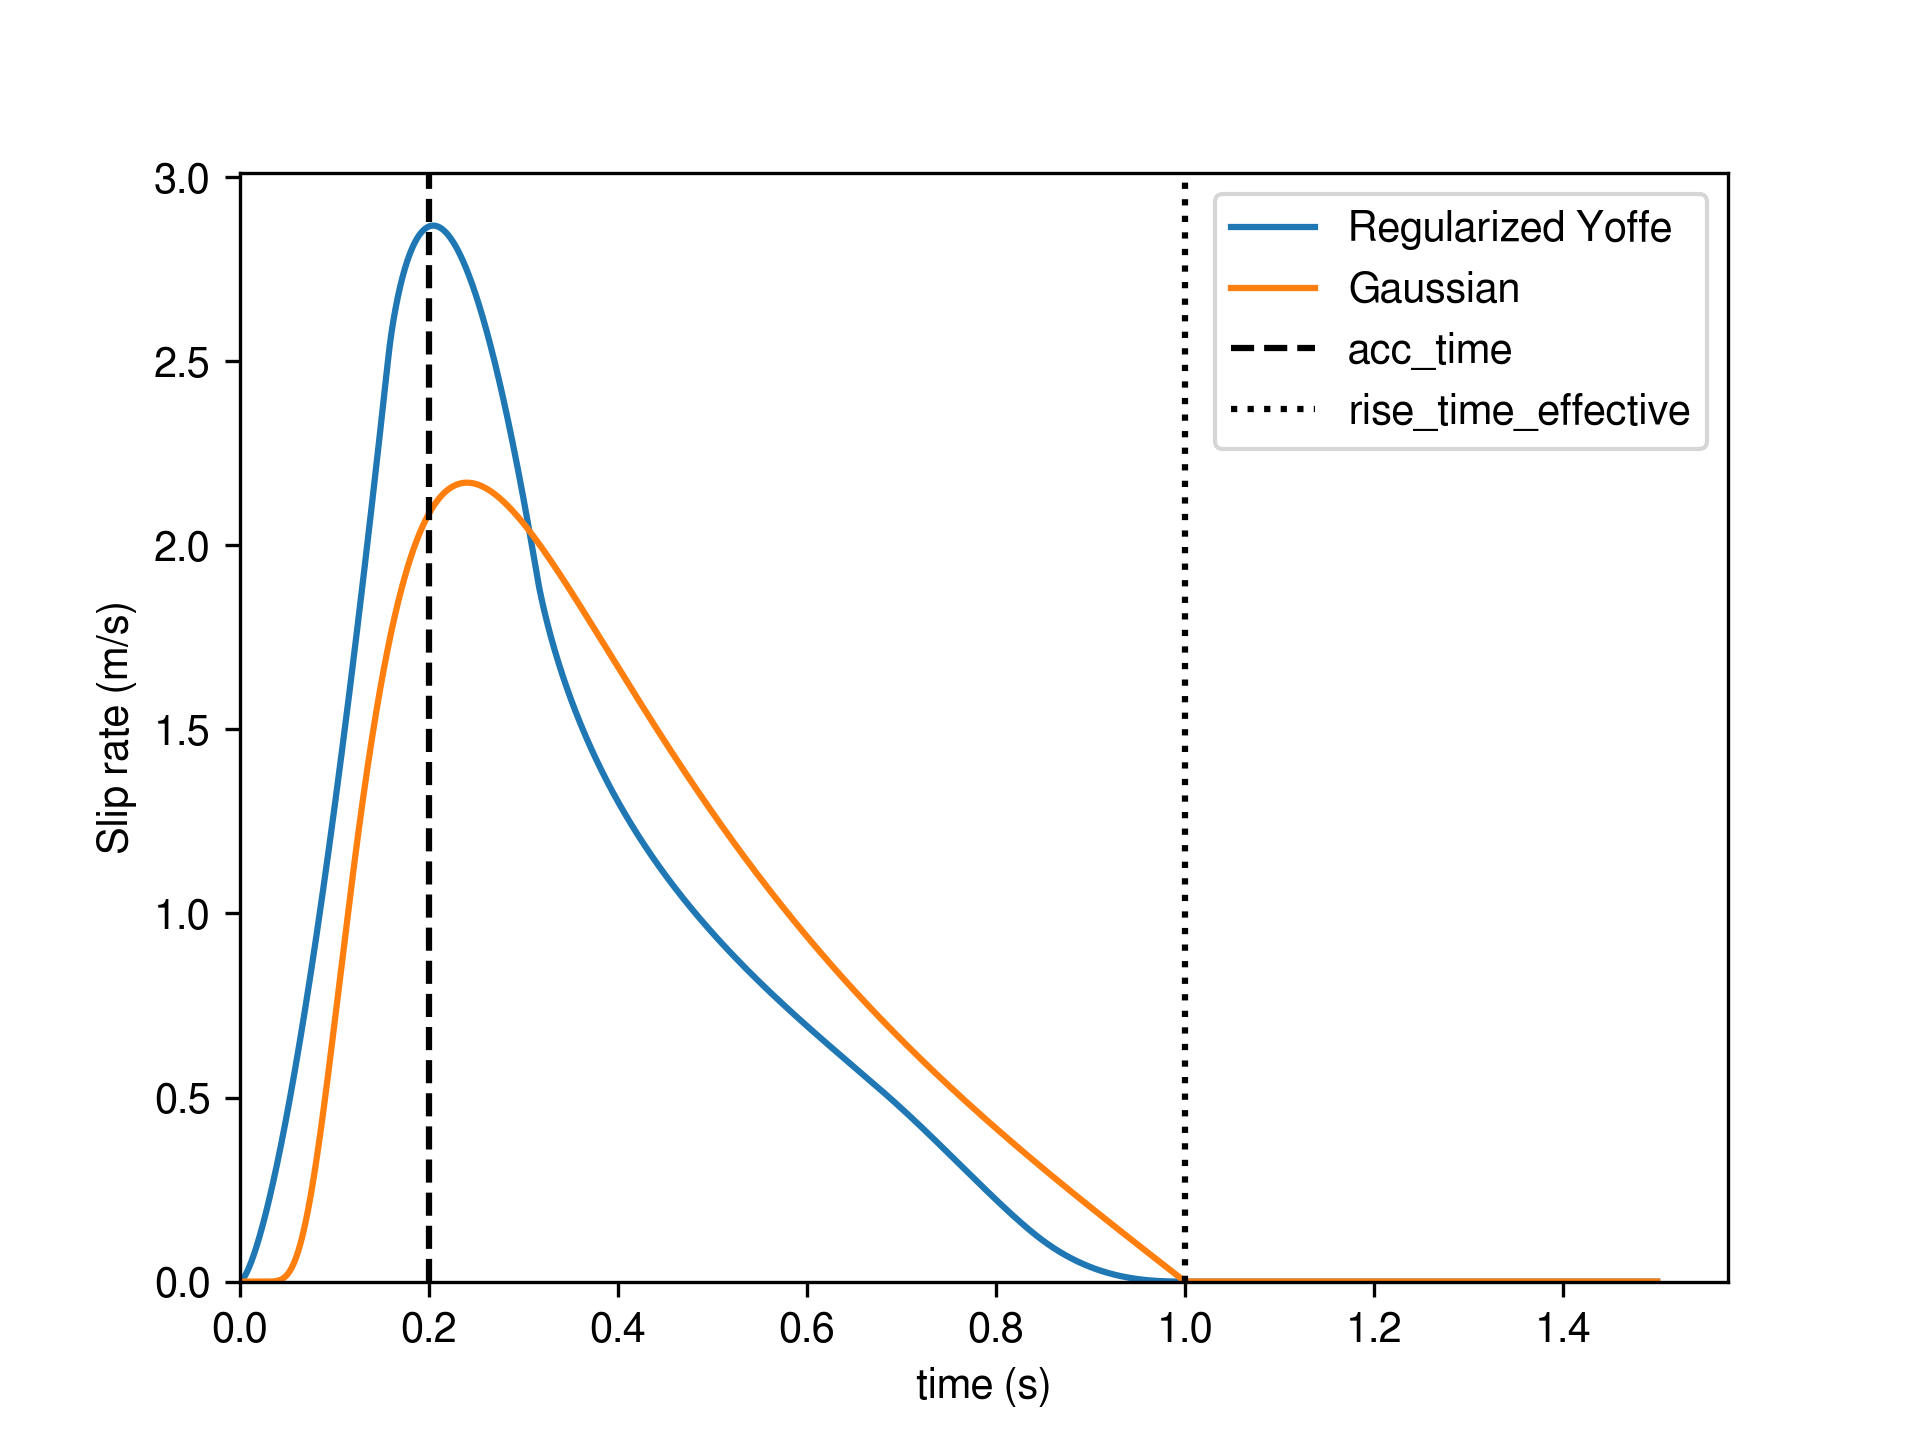 3.0
2.5
2.0
1.5
1.0
0.5
0.0
Slip rate (m/s)
Regularized Yoffe
Gaussian
acc_time
rise_time_effective
0.0 0.2 0.4 0.6 0.8 1.0 1.2 1.4
time (s)